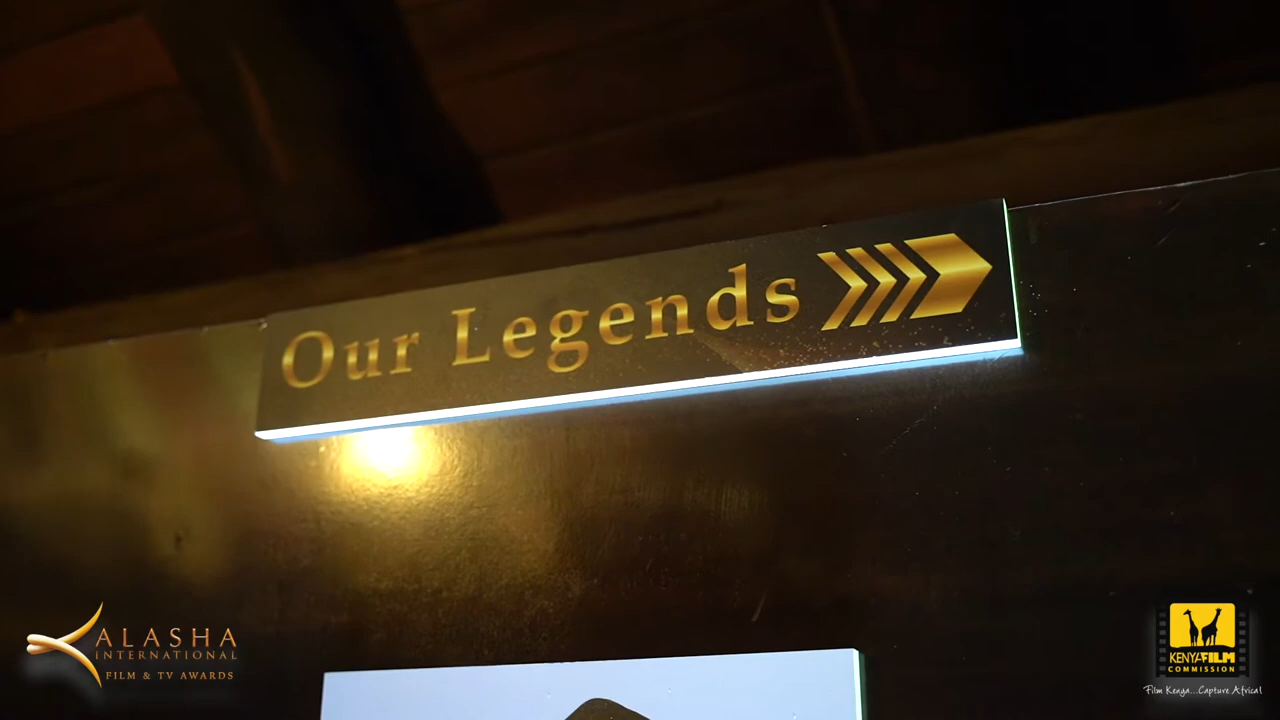 Our Legends
KALASHA
INTERNATIONAL
FILM & TV AWARDS
KENYA FILM
COMMISSION
Film Kenya...Capture Africa!